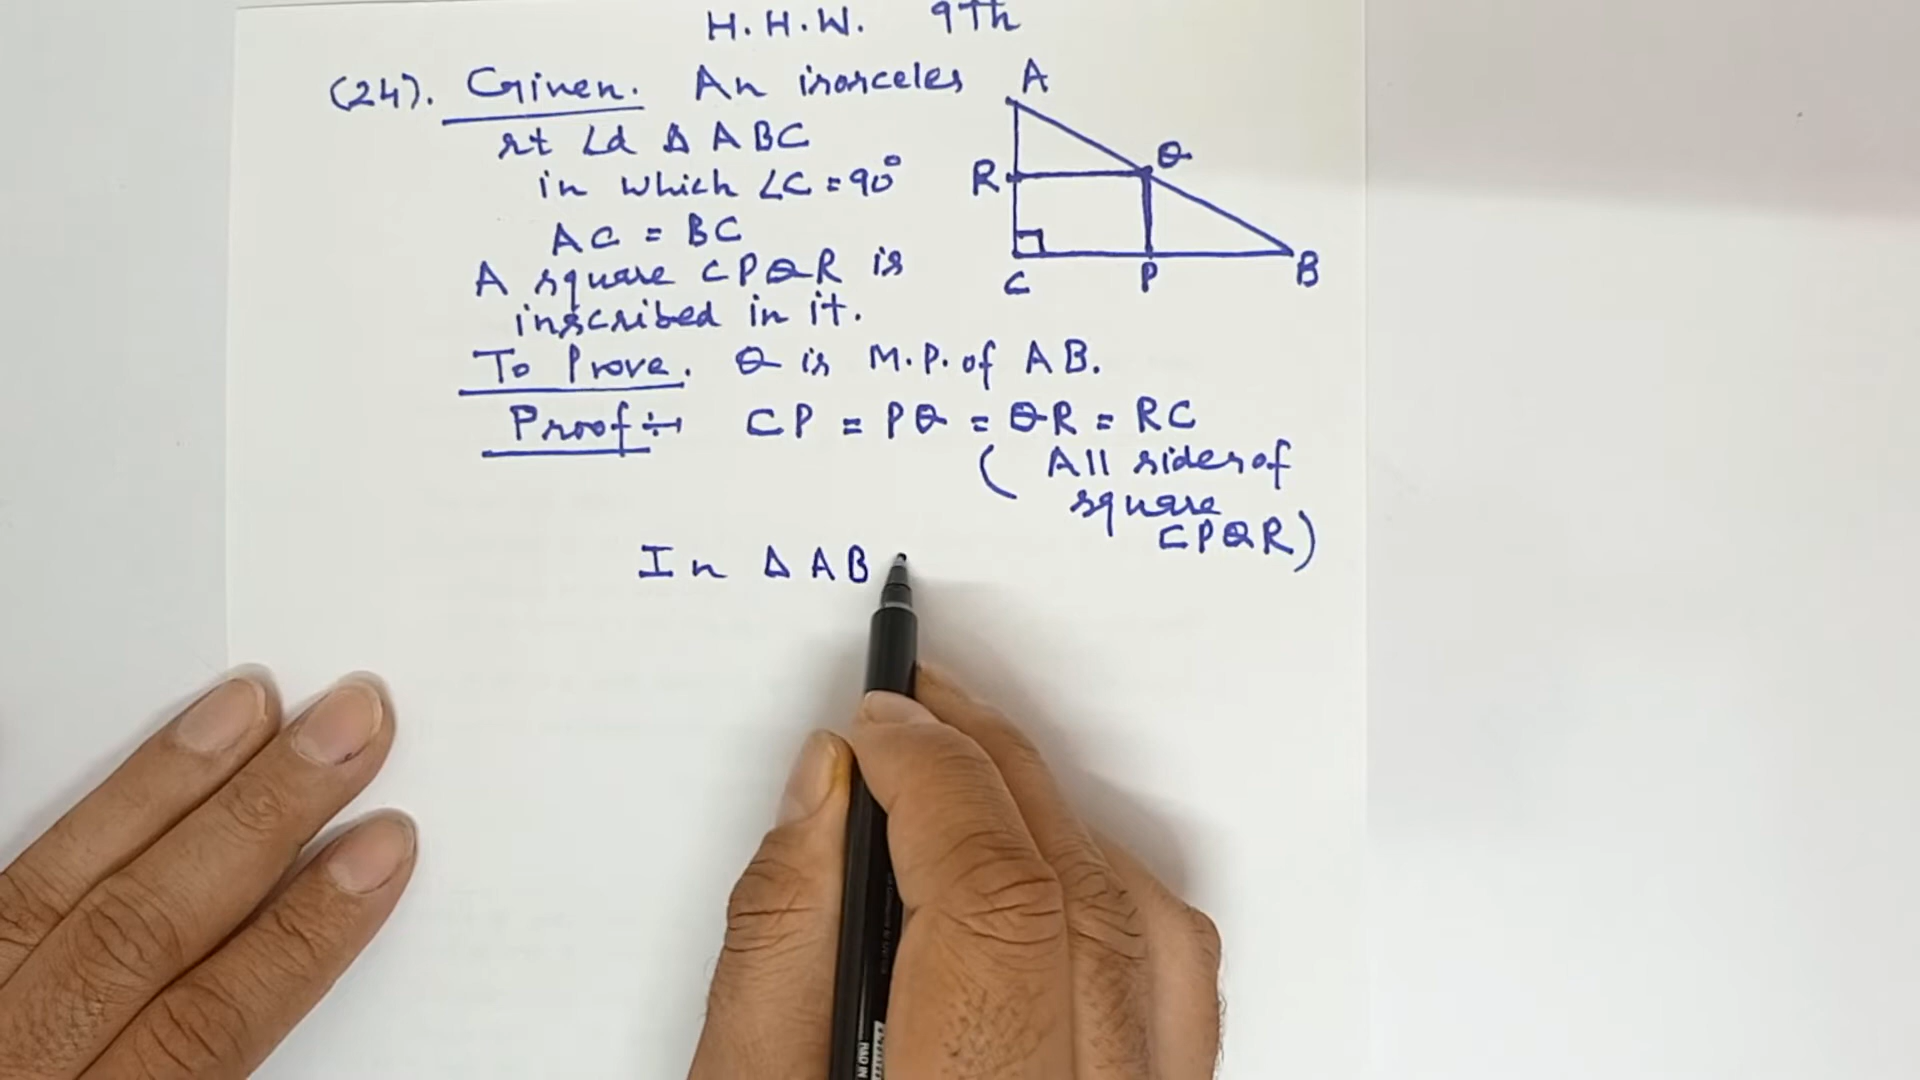 H.H.W. 9Th
(24). Given. An isosceles
rt ∠d Δ ABC
in which ∠C = 90°
AC = BC
A square CPQR is
inscribed in it.
To Prove. Q is M.P. of AB.
Proof :- CP = PQ = QR = RC
( All sides of
square
CPQR)
In Δ AB
A
R
Q
C
P
B